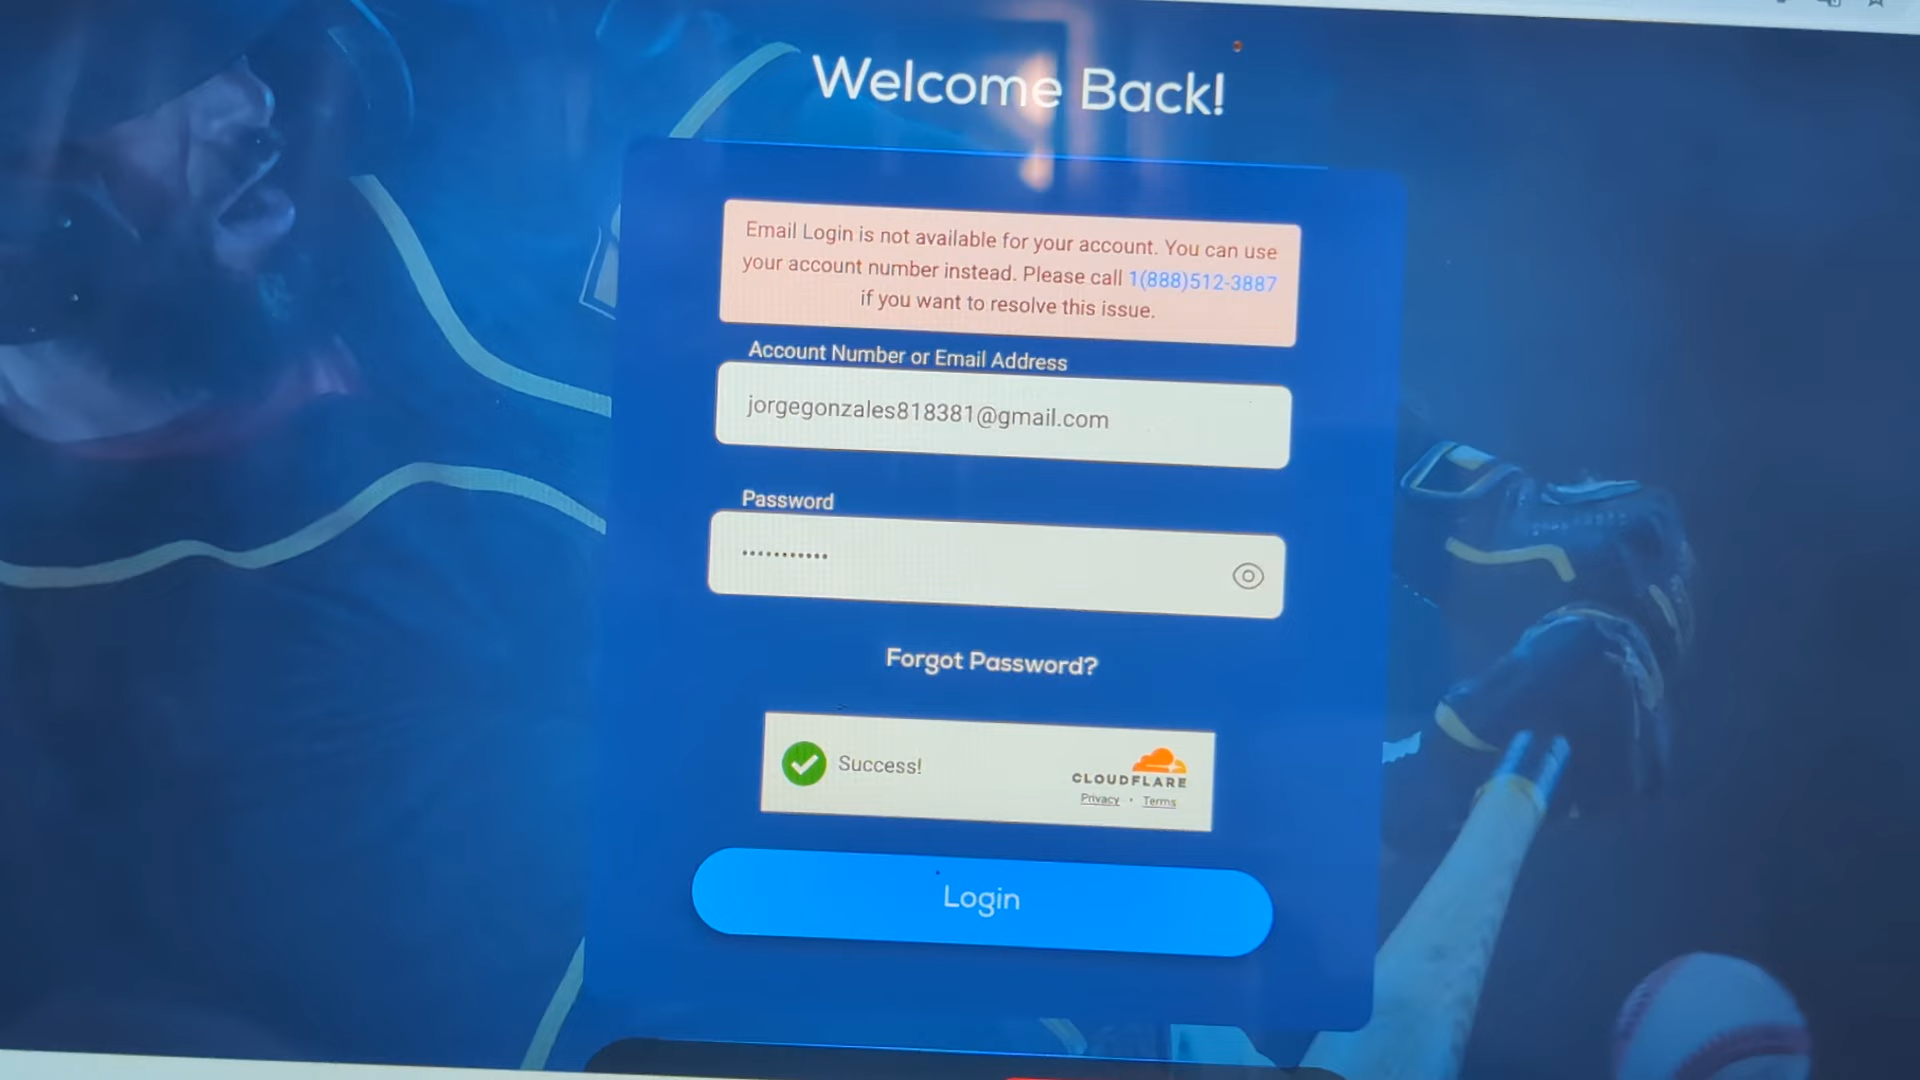 Welcome Back!
Email Login is not available for your account. You can use
your account number instead. Please call 1(888)512-3887
if you want to resolve this issue.
Account Number or Email Address
jorgegonzales818381@gmail.com
Password
•••••••••••
Forgot Password?
Success!
CLOUDFLARE
Privacy • Terms
Login